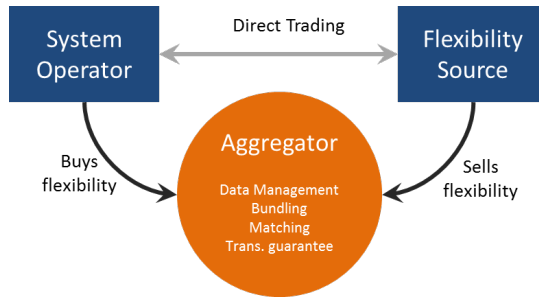 System
Operator
Direct Trading
Flexibility
Source
Buys
flexibility
Aggregator
Data Management
Bundling
Matching
Trans. guarantee
Sells
flexibility